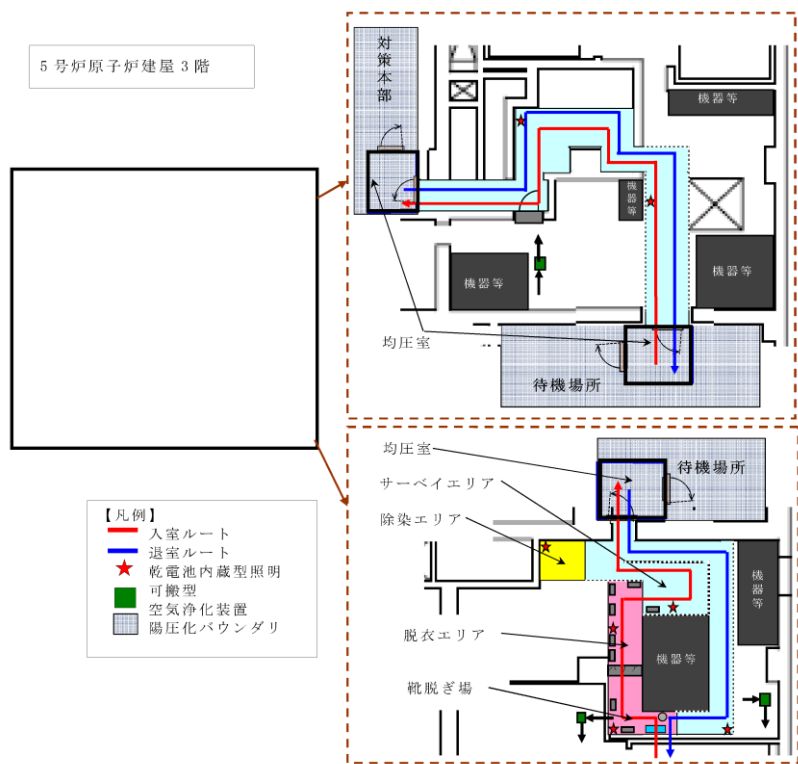 5号炉原子炉建屋3階
対策本部
機器等
機器等
機器等
機器等
均圧室
待機場所
均圧室
サーベイエリア
除染エリア
脱衣エリア
靴脱ぎ場
待機場所
機器等
機器等
【凡例】
入室ルート
退室ルート
乾電池内蔵型照明
可搬型
空気浄化装置
陽圧化バウンダリ